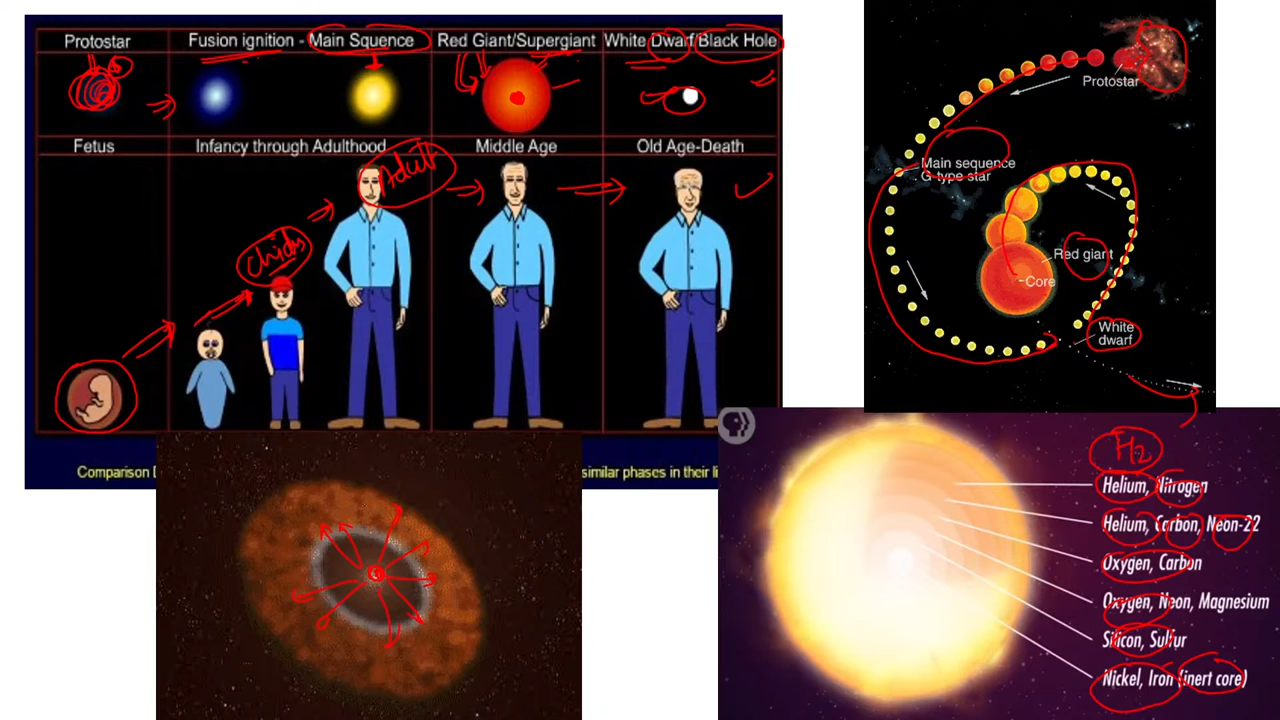 Protostar
Fusion ignition - Main Squence
Red Giant/Supergiant
White Dwarf/Black Hole
Fetus
Infancy through Adulthood
Middle Age
Old Age-Death
Adult
Comparison
similar phases in their
Protostar
Main sequence
G-type star
Red giant
Core
White
dwarf
PBS
H2
Helium, Nitrogen
Helium, Carbon, Neon-22
Oxygen, Carbon
Oxygen, Neon, Magnesium
Silicon, Sulfur
Nickel, Iron (inert core)